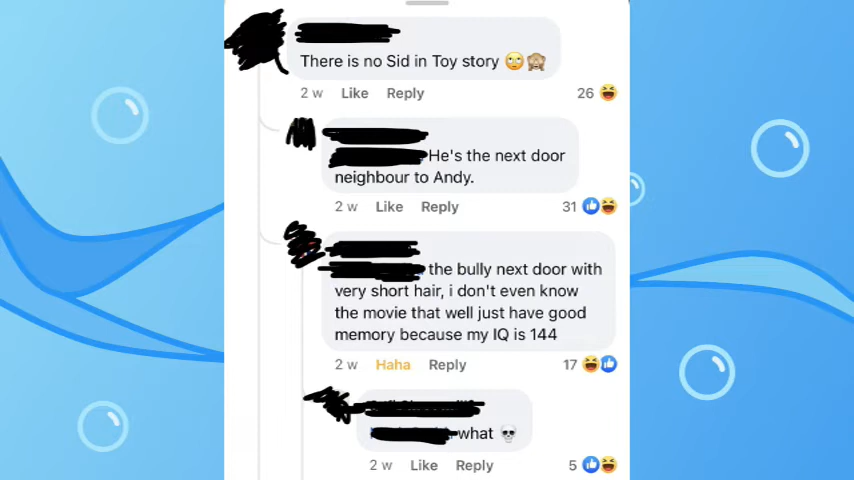 There is no Sid in Toy story 🙄🙈
2 w Like Reply 26
He's the next door
neighbour to Andy.
2 w Like Reply 31
the bully next door with
very short hair, i don't even know
the movie that well just have good
memory because my IQ is 144
2 w Haha Reply 17
what 💀
2 w Like Reply 5